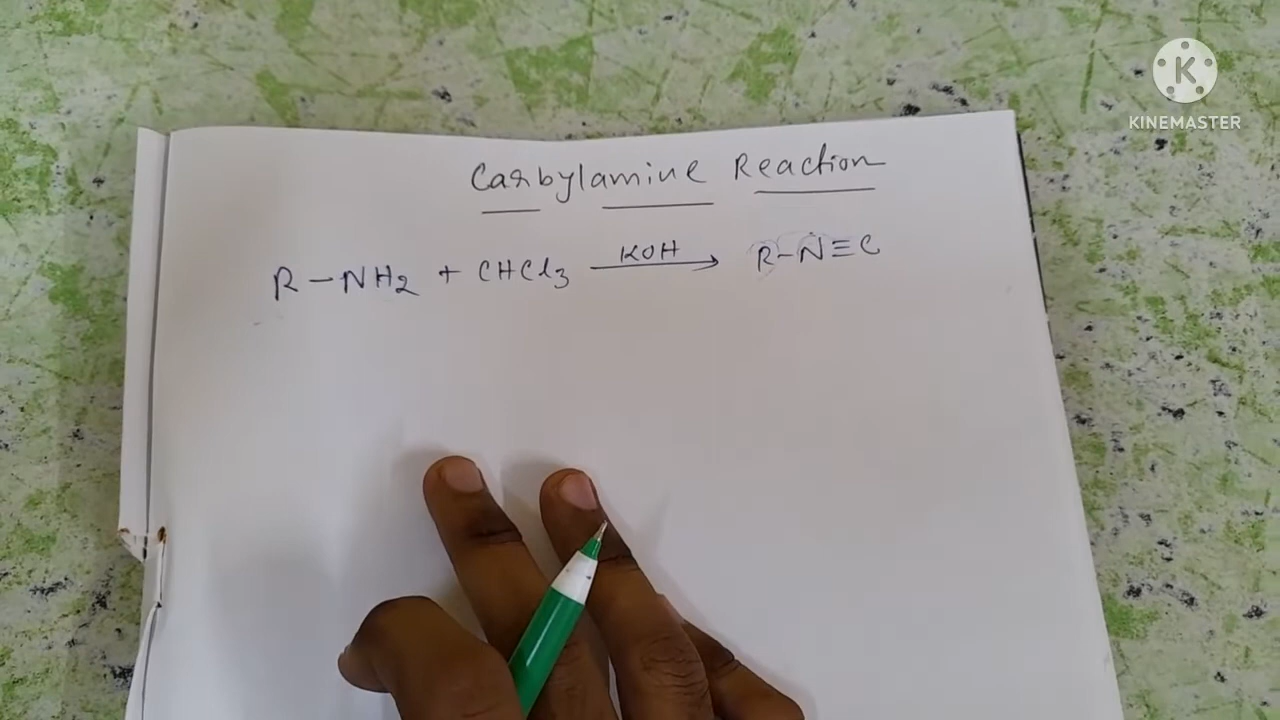 KINEMASTER
Carbylamine Reaction
R-NH2 + CHCl3 KOH→ R-N≡C